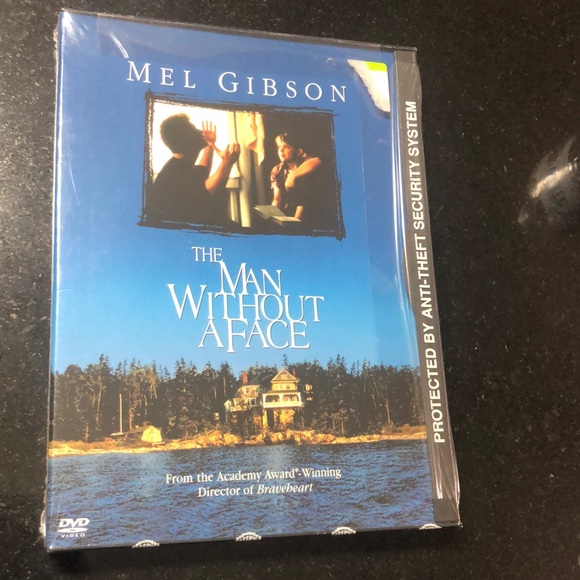 MEL GIBSON
THE
MAN
WITHOUT
A FACE
From the Academy Award®-Winning
Director of Braveheart
DVD
VIDEO
PROTECTED BY ANTI-THEFT SECURITY SYSTEM